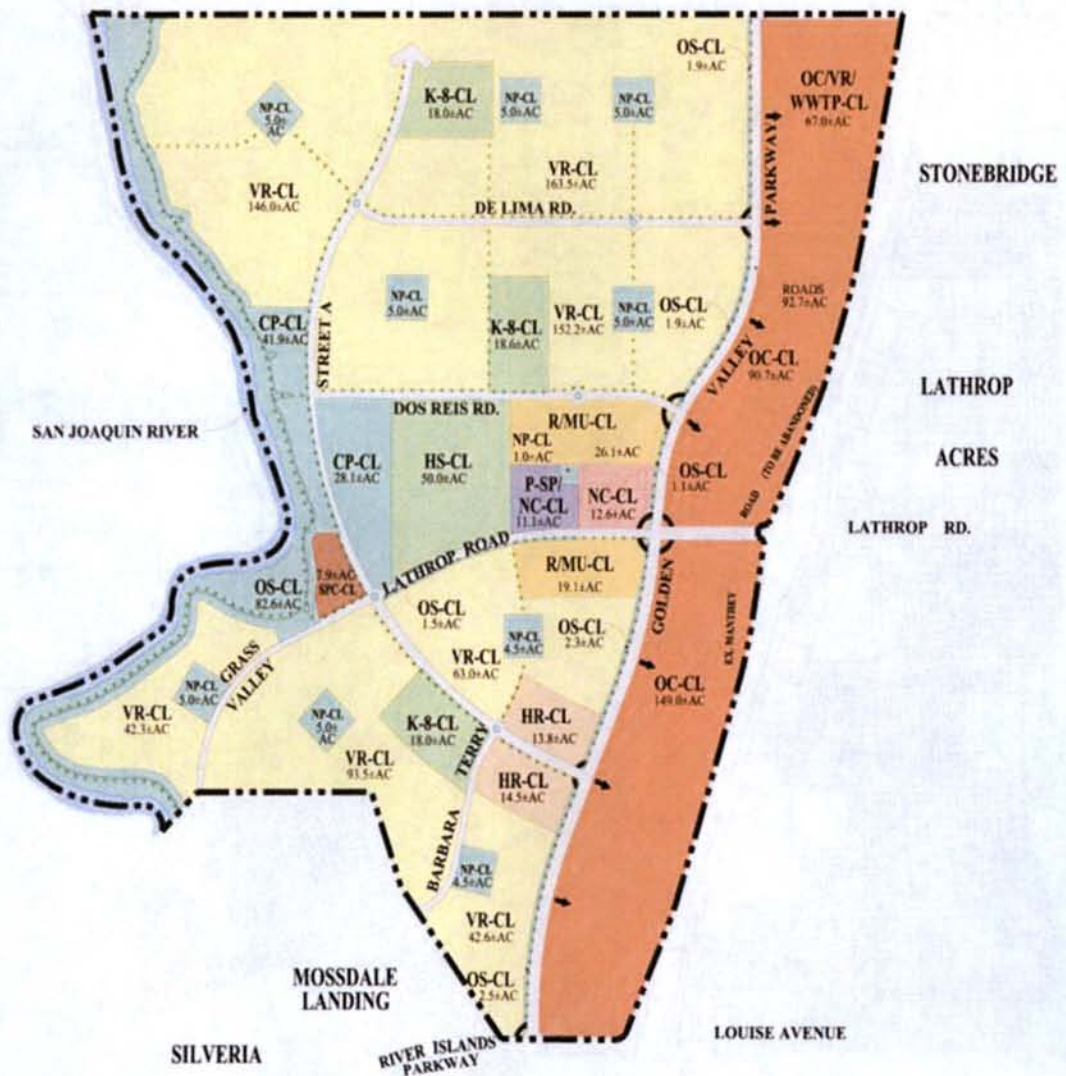 OS-CL
1.9±AC
OC/VR/
WWTP-CL
67.0±AC
K-8-CL
18.0±AC
NP-CL
5.0±AC
NP-CL
5.0±AC
NP-CL
5.0±
AC
STONEBRIDGE
VR-CL
146.0±AC
VR-CL
163.5±AC
DE LIMA RD.
PARKWAY
NP-CL
5.0±AC
K-8-CL
18.6±AC
VR-CL
152.2±AC
NP-CL
5.0±AC
OS-CL
1.9±AC
ROADS
92.7±AC
CP-CL
41.9±AC
STREET A
VALLEY
OC-CL
90.7±AC
LATHROP
ACRES
SAN JOAQUIN RIVER
DOS REIS RD.
R/MU-CL
26.1±AC
NP-CL
1.0±AC
CP-CL
28.1±AC
HS-CL
50.0±AC
P-SP/
NC-CL
11.1±AC
NC-CL
12.6±AC
OS-CL
1.1±AC
ROAD (TO BE ABANDONED)
LATHROP RD.
LATHROP ROAD
R/MU-CL
19.1±AC
7.9±AC
SPC-CL
OS-CL
82.6±AC
OS-CL
1.5±AC
NP-CL
4.5±AC
OS-CL
2.3±AC
GOLDEN
EX. MANTHEY
VR-CL
63.0±AC
GRASS
VALLEY
NP-CL
5.0±AC
VR-CL
42.3±AC
NP-CL
5.0±
AC
VR-CL
93.5±AC
K-8-CL
18.0±AC
TERRY
HR-CL
13.8±AC
HR-CL
14.5±AC
OC-CL
149.0±AC
BARBARA
NP-CL
4.5±AC
VR-CL
42.6±AC
OS-CL
2.5±AC
MOSSDALE
LANDING
SILVERIA
RIVER ISLANDS
PARKWAY
LOUISE AVENUE